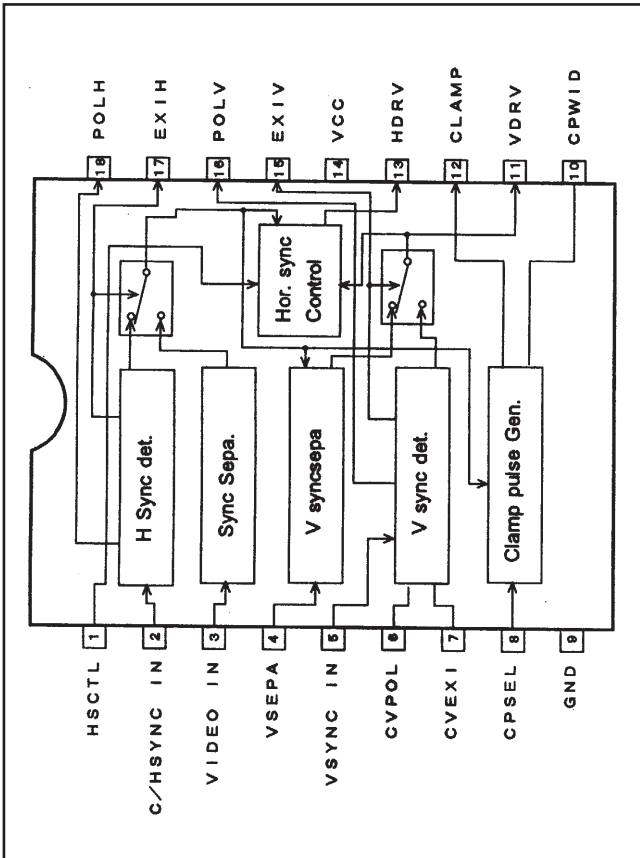 POLH
EXIH
POLV
EXIV
VCC
HDRV
CLAMP
VDRV
CPWID
18
17
16
15
14
13
12
11
10
Hor. sync
Control
H Sync det.
Sync Sepa.
V syncsepa
V sync det.
Clamp pulse Gen.
1
2
3
4
5
6
7
8
9
HSCTL
C/HSYNC IN
VIDEO IN
VSEPA
VSYNC IN
CVPOL
CVEXI
CPSEL
GND